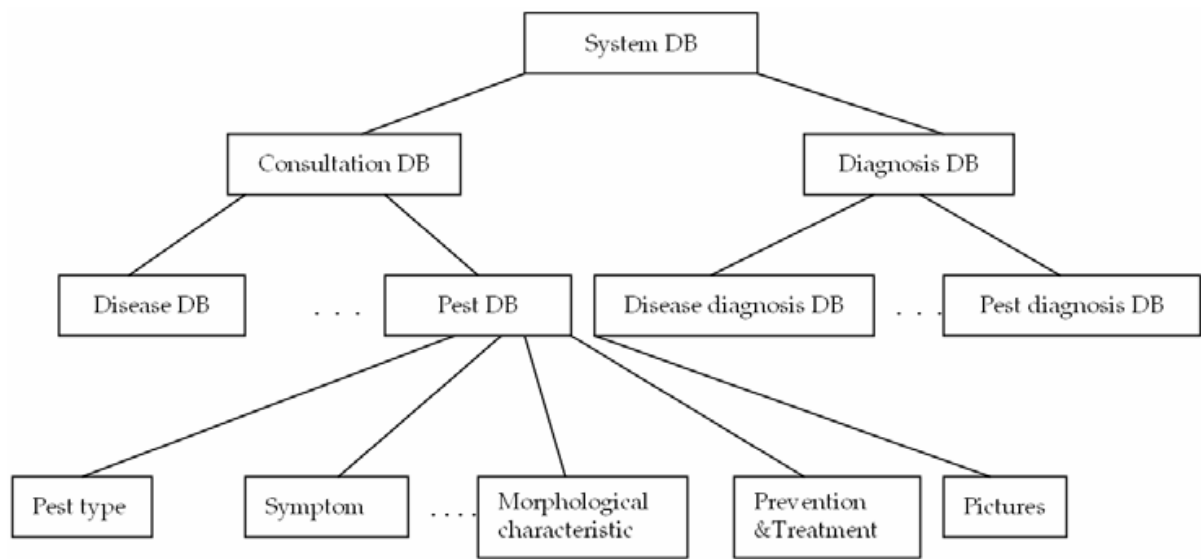 System DB
Consultation DB
Diagnosis DB
Disease DB
. . .
Pest DB
Disease diagnosis DB
. . .
Pest diagnosis DB
Pest type
Symptom
. . . .
Morphological
characteristic
Prevention
&Treatment
Pictures